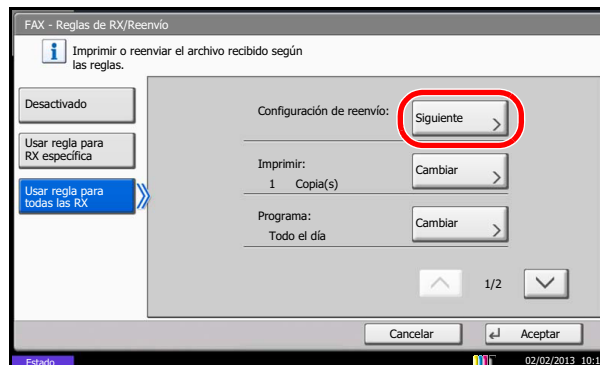 FAX - Reglas de RX/Reenvío
Imprimir o reenviar el archivo recibido según
las reglas.
Desactivado
Configuración de reenvío:
Siguiente
Usar regla para
RX específica
Imprimir:
1 Copia(s)
Cambiar
Usar regla para
todas las RX
Programa:
Todo el día
Cambiar
1/2
Cancelar
Aceptar
Estado
02/02/2013 10:1